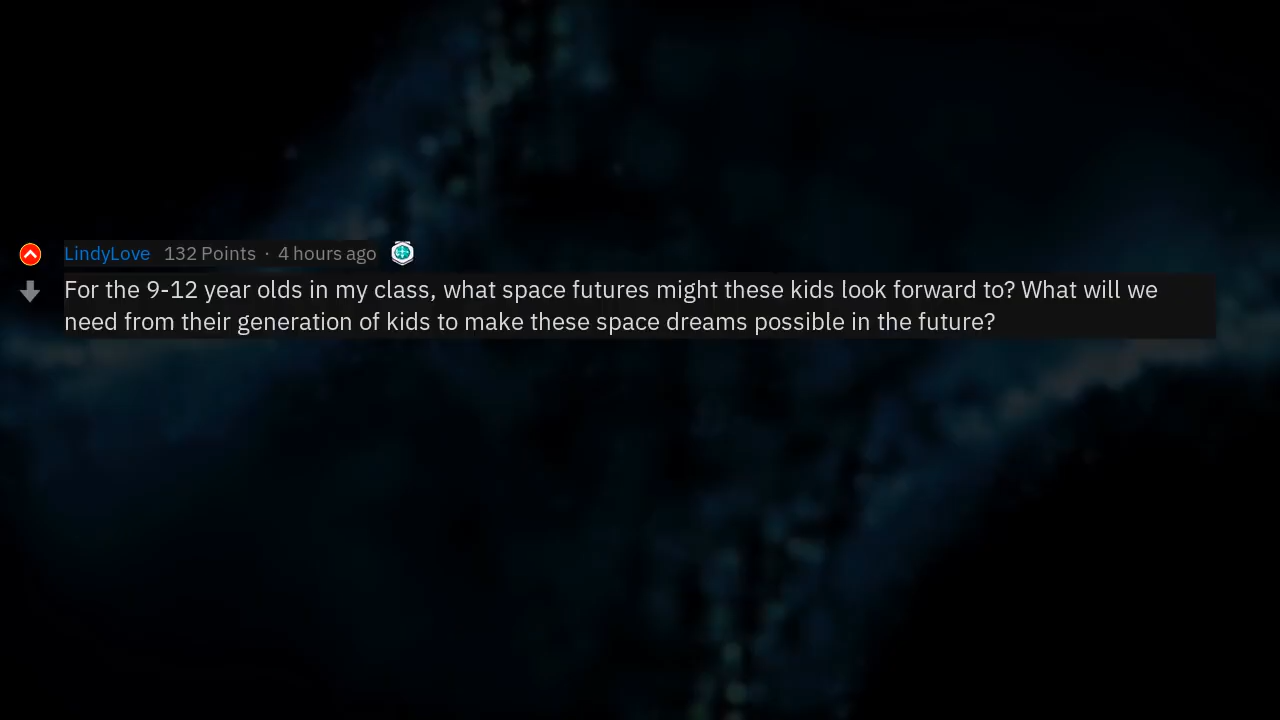 LindyLove 132 Points · 4 hours ago
For the 9-12 year olds in my class, what space futures might these kids look forward to? What will we
need from their generation of kids to make these space dreams possible in the future?